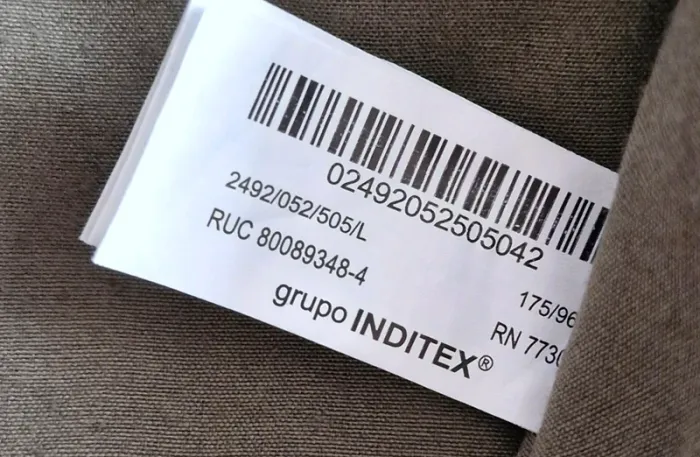 02492052505042
2492/052/505/L
RUC 80089348-4
175/96
RN 773
grupo INDITEX®